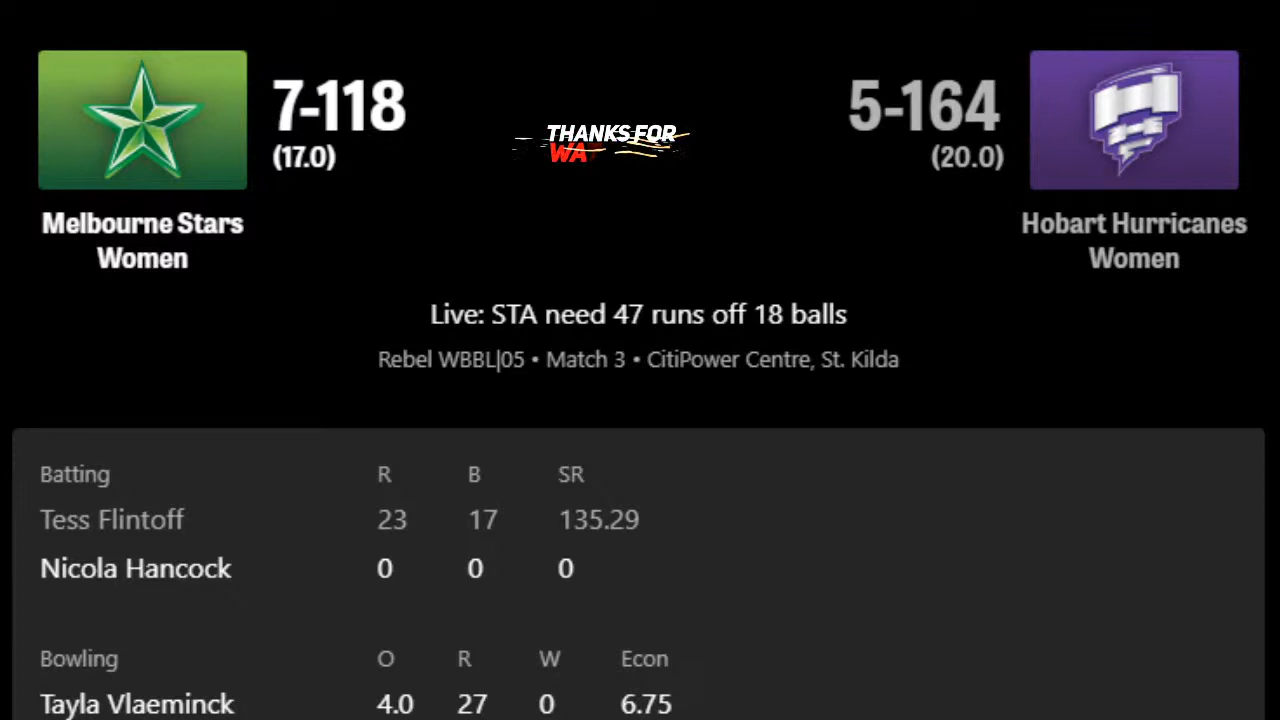 7-118
(17.0)
THANKS FOR
WA
5-164
(20.0)
Melbourne Stars
Women
Hobart Hurricanes
Women
Live: STA need 47 runs off 18 balls
Rebel WBBL|05 • Match 3 • CitiPower Centre, St. Kilda
Batting R B SR
Tess Flintoff 23 17 135.29
Nicola Hancock 0 0 0
Bowling O R W Econ
Tayla Vlaeminck 4.0 27 0 6.75